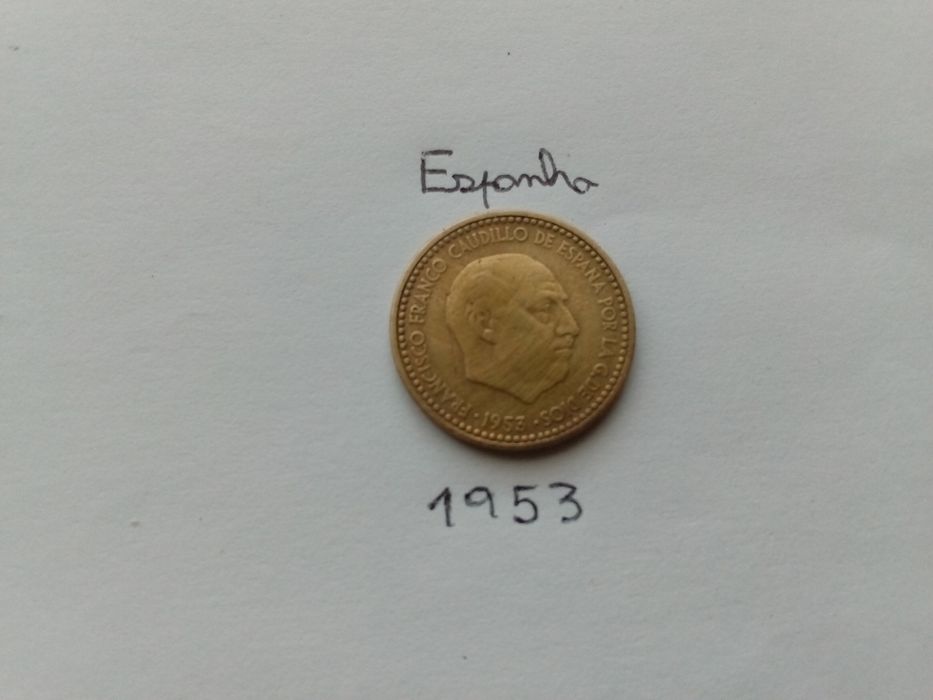 Espanha
FRANCISCO FRANCO CAUDILLO DE ESPAÑA POR LA G. DE DIOS
· 1953 ·
1953